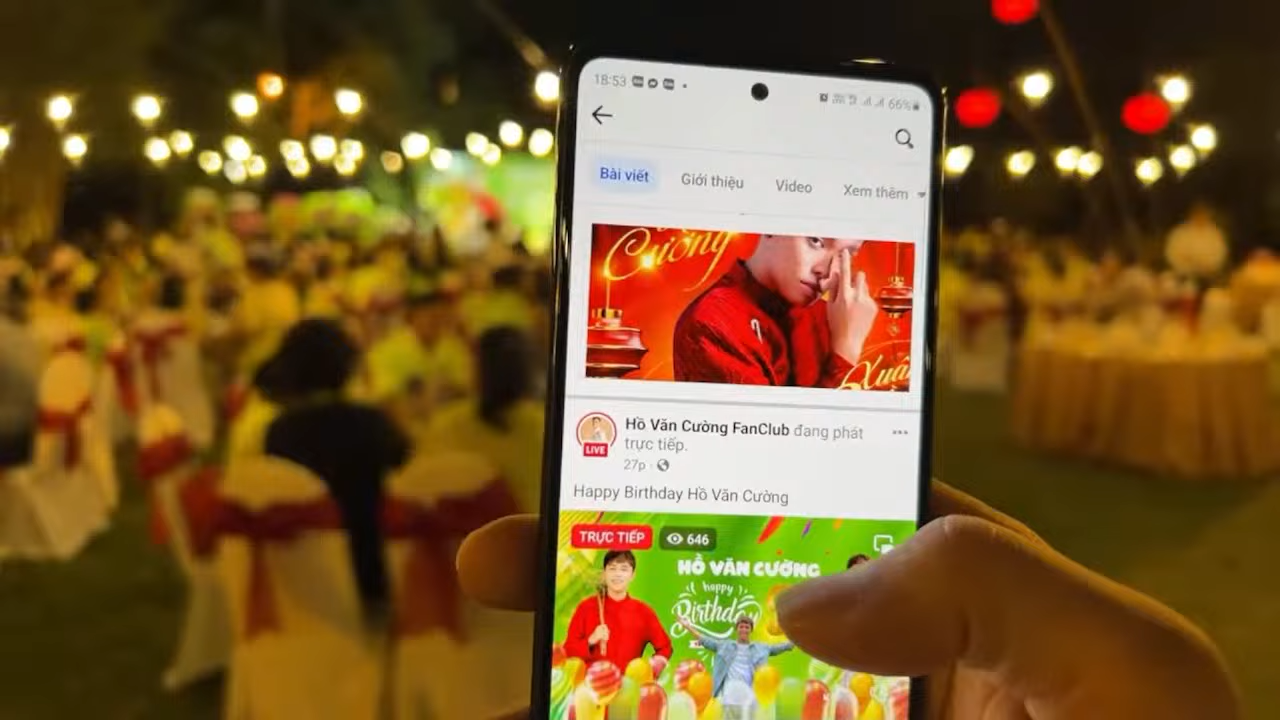 18:53
66%
Bài viết
Giới thiệu
Video
Xem thêm
Cường
Xuâ
Hồ Văn Cường FanClub đang phát
trực tiếp.
LIVE
27p
Happy Birthday Hồ Văn Cường
TRỰC TIẾP
646
HỒ VĂN CƯỜNG
happy
Birthday